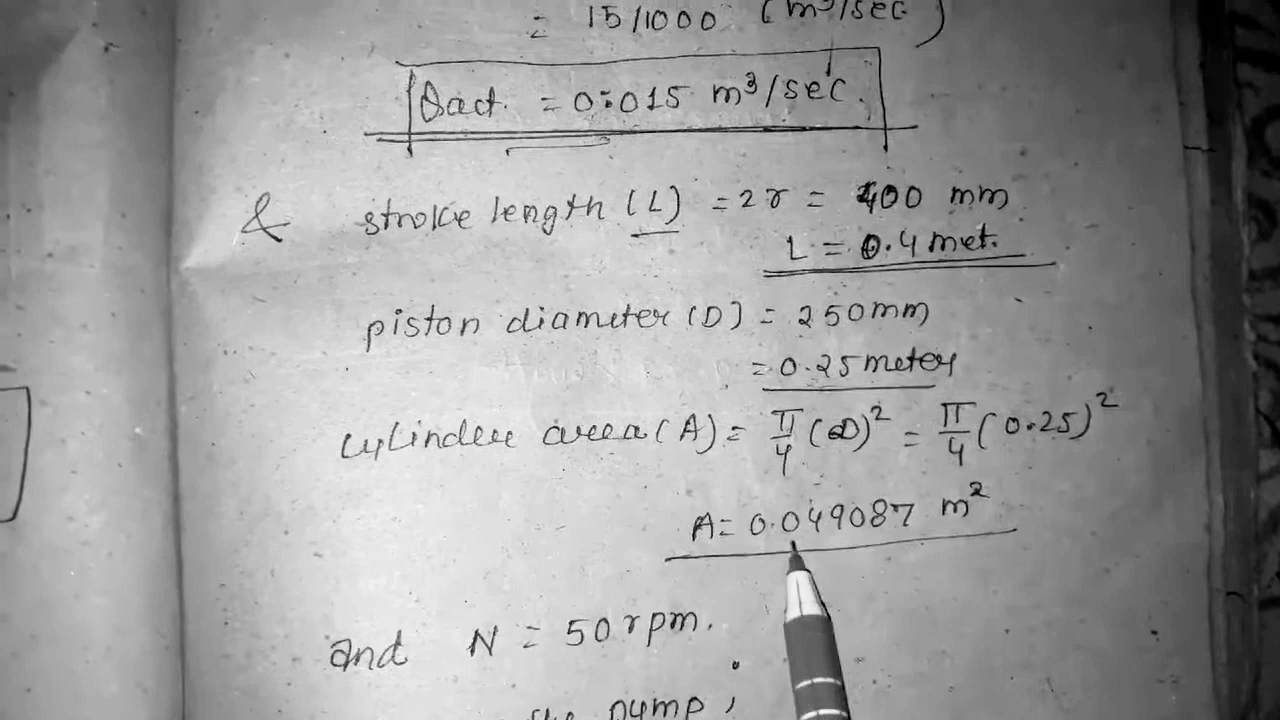 = 15/1000 (m³/sec)
Qact. = 0.015 m³/sec.
& stroke length (L) = 2r = 400 mm
L = 0.4 met.
piston diameter (D) = 250mm
= 0.25 meter
cylinder area (A) = π/4 (D)² = π/4 (0.25)²
A = 0.049087 m²
and N = 50 rpm.
the pump ;